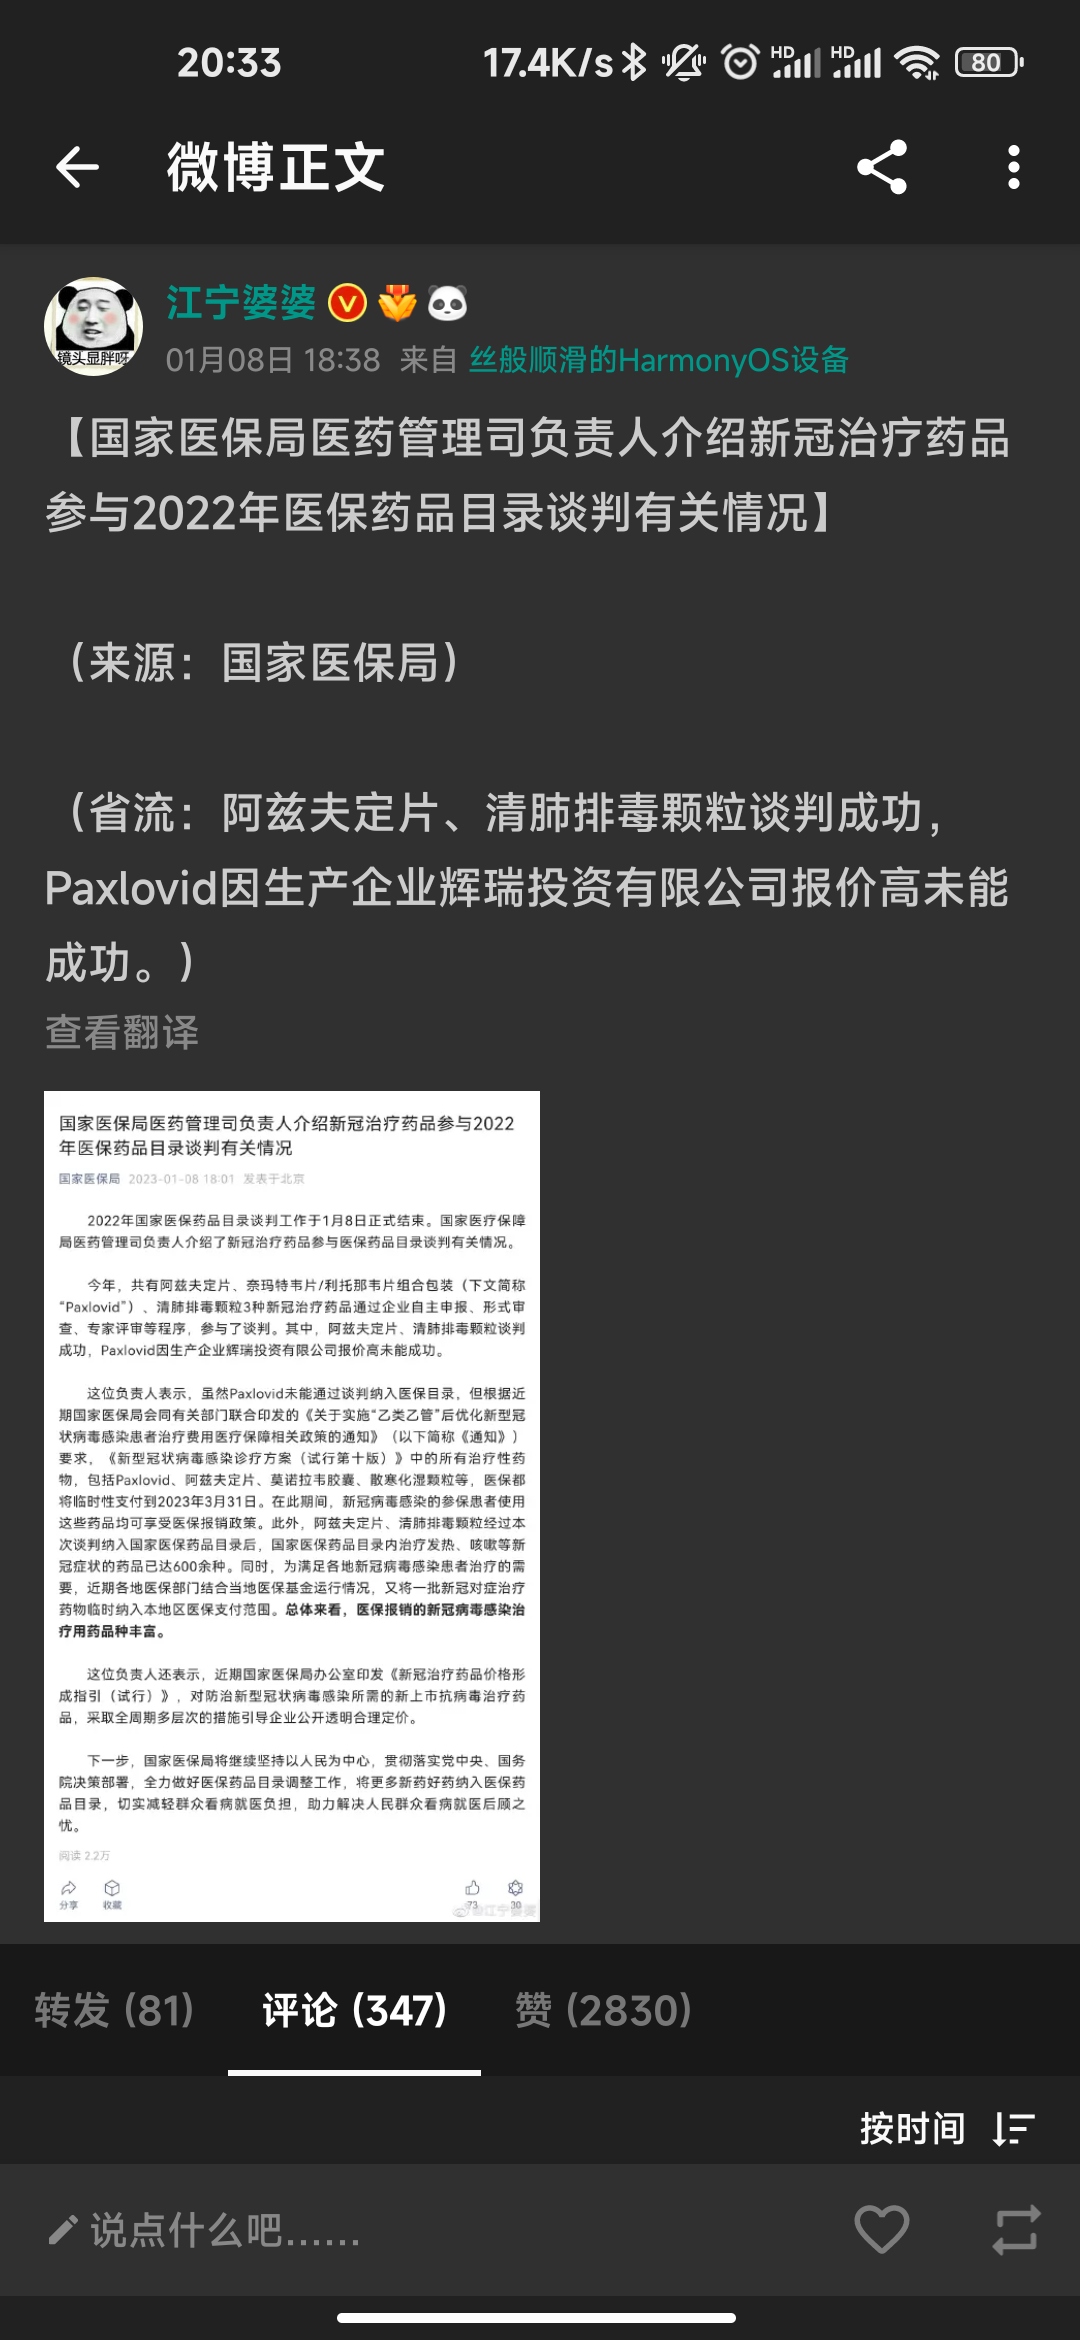 20:33
17.4K/s
HD
HD
80
微博正文
镜头显胖呀
江宁婆婆
01月08日 18:38 来自 丝般顺滑的HarmonyOS设备
【国家医保局医药管理司负责人介绍新冠治疗药品
参与2022年医保药品目录谈判有关情况】
（来源：国家医保局）
（省流：阿兹夫定片、清肺排毒颗粒谈判成功，
Paxlovid因生产企业辉瑞投资有限公司报价高未能
成功。）
查看翻译
国家医保局医药管理司负责人介绍新冠治疗药品参与2022
年医保药品目录谈判有关情况
国家医保局 2023-01-08 18:01 发表于北京
2022年国家医保药品目录谈判工作于1月8日正式结束。国家医疗保障
局医药管理司负责人介绍了新冠治疗药品参与医保药品目录谈判有关情况。
今年，共有阿兹夫定片、奈玛特韦片/利托那韦片组合包装（下文简称
“Paxlovid”）、清肺排毒颗粒3种新冠治疗药品通过企业自主申报、形式审
查、专家评审等程序，参与了谈判。其中，阿兹夫定片、清肺排毒颗粒谈判
成功，Paxlovid因生产企业辉瑞投资有限公司报价高未能成功。
这位负责人表示，虽然Paxlovid未能通过谈判纳入医保目录，但根据近
期国家医保局会同有关部门联合印发的《关于实施“乙类乙管”后优化新型冠
状病毒感染患者治疗费用医疗保障相关政策的通知》（以下简称《通知》）
要求，《新型冠状病毒感染诊疗方案（试行第十版）》中的所有治疗性药
物，包括Paxlovid、阿兹夫定片、莫诺拉韦胶囊、散寒化湿颗粒等，医保都
将临时性支付到2023年3月31日。在此期间，新冠病毒感染的参保患者使用
这些药品均可享受医保报销政策。此外，阿兹夫定片、清肺排毒颗粒经过本
次谈判纳入国家医保药品目录后，国家医保药品目录内治疗发热、咳嗽等新
冠症状的药品已达600余种。同时，为满足各地新冠病毒感染患者治疗的需
要，近期各地医保部门结合当地医保基金运行情况，又将一批新冠对症治疗
药物临时纳入本地区医保支付范围。总体来看，医保报销的新冠病毒感染治
疗用药品种丰富。
这位负责人还表示，近期国家医保局办公室印发《新冠治疗药品价格形
成指引（试行）》，对防治新型冠状病毒感染所需的新上市抗病毒治疗药
品，采取全周期多层次的措施引导企业公开透明合理定价。
下一步，国家医保局将继续坚持以人民为中心，贯彻落实党中央、国务
院决策部署，全力做好医保药品目录调整工作，将更多新药好药纳入医保药
品目录，切实减轻群众看病就医负担，助力解决人民群众看病就医后顾之
忧。
阅读 2.2万
分享 收藏 73 30
@江宁婆婆
转发 (81) 评论 (347) 赞 (2830)
按时间
说点什么吧......